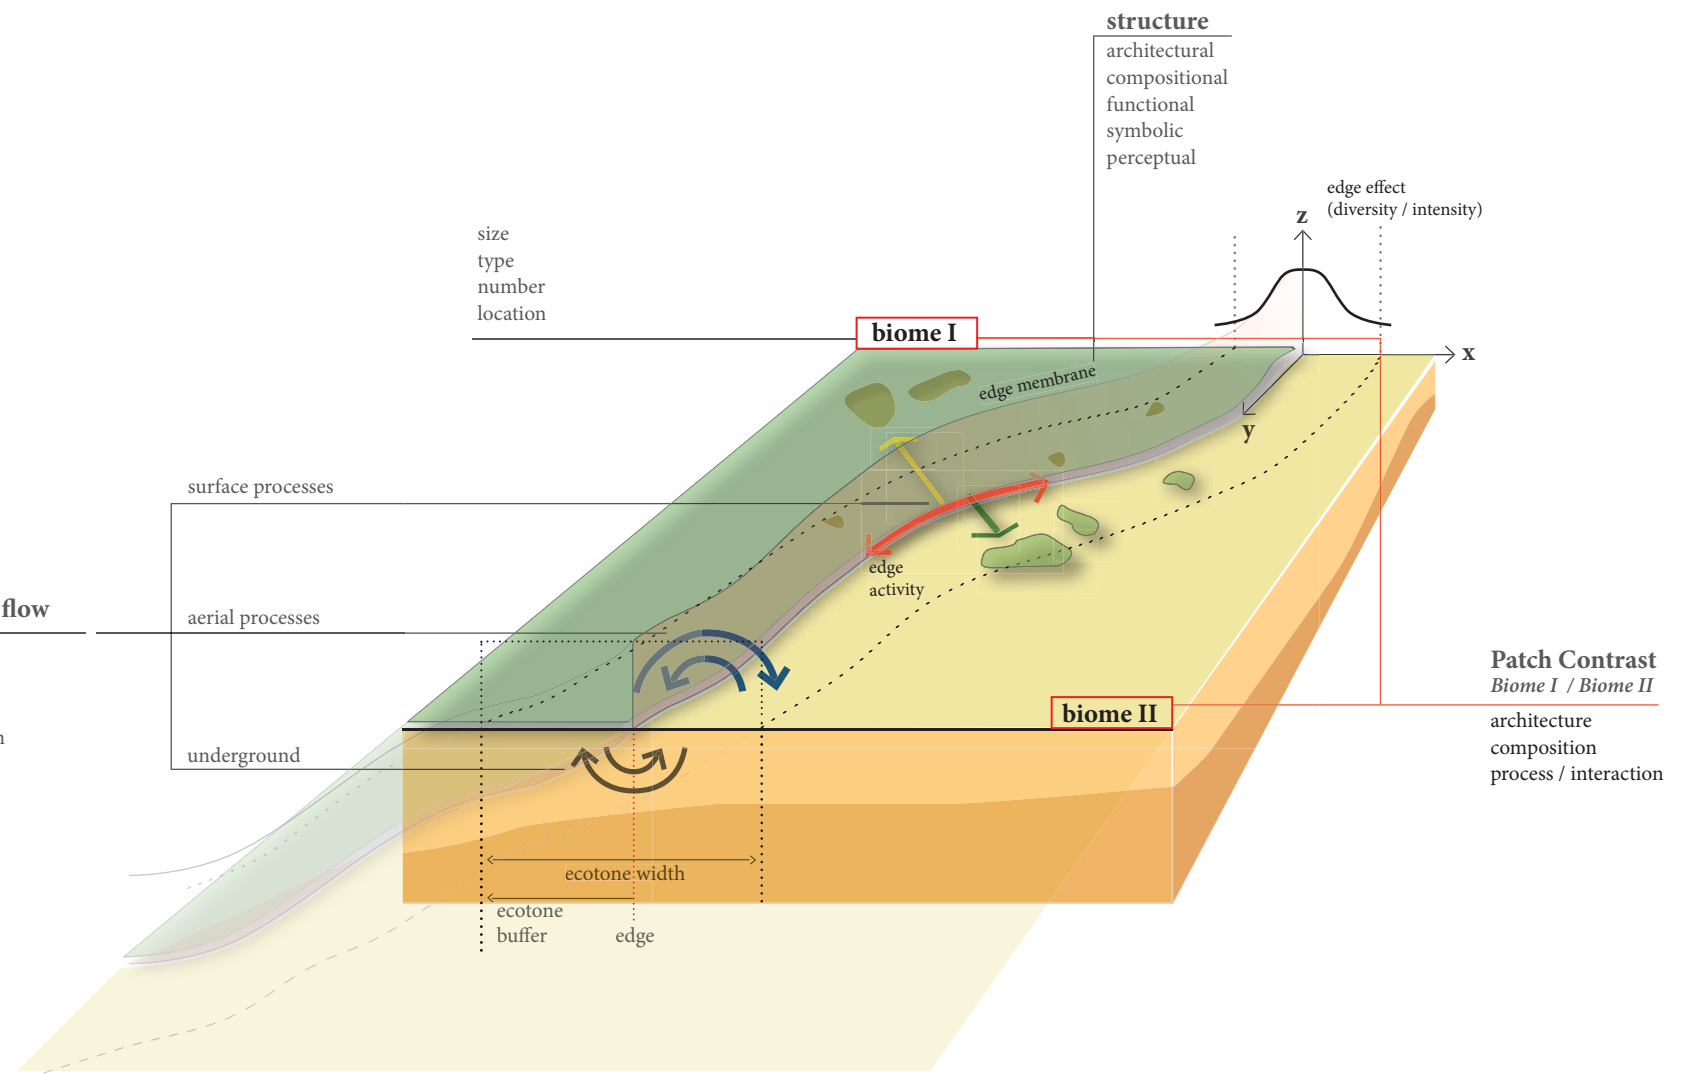 structure
architectural
compositional
functional
symbolic
perceptual
edge effect
(diversity / intensity)
z
size
type
number
location
biome I
x
edge membrane
y
surface processes
edge
activity
flow
aerial processes
Patch Contrast
Biome I / Biome II
biome II
architecture
composition
process / interaction
underground
ecotone width
ecotone
buffer
edge